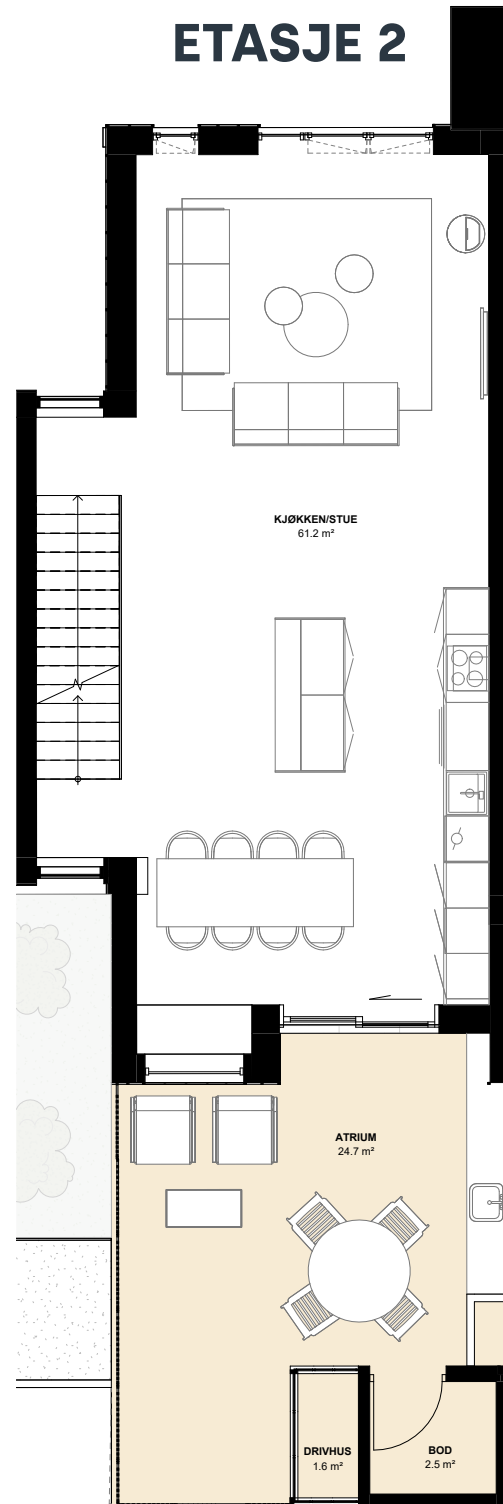 ETASJE 2
KJØKKEN/STUE
61.2 m²
ATRIUM
24.7 m²
DRIVHUS
1.6 m²
BOD
2.5 m²